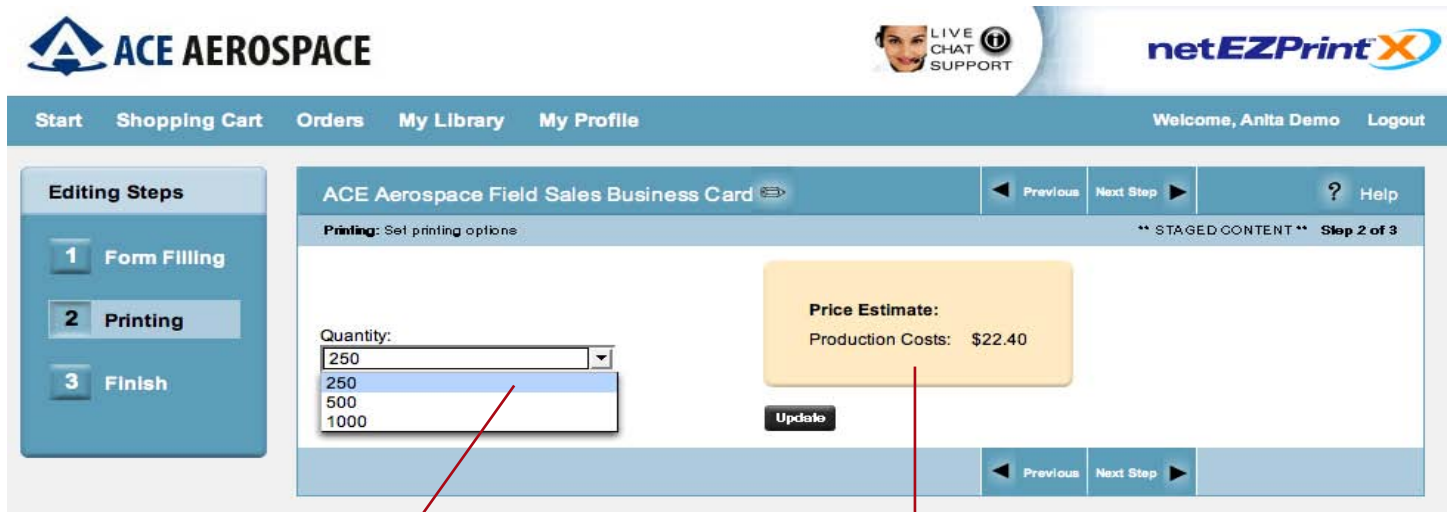 ACE AEROSPACE
LIVE
CHAT
SUPPORT
netEZPrint X
Start Shopping Cart Orders My Library My Profile Welcome, Anita Demo Logout
Editing Steps
1 Form Filling
2 Printing
3 Finish
ACE Aerospace Field Sales Business Card Previous Next Step ? Help
Printing: Set printing options ** STAGED CONTENT ** Step 2 of 3
Quantity:
250
250
500
1000
Price Estimate:
Production Costs: $22.40
Update
Previous Next Step